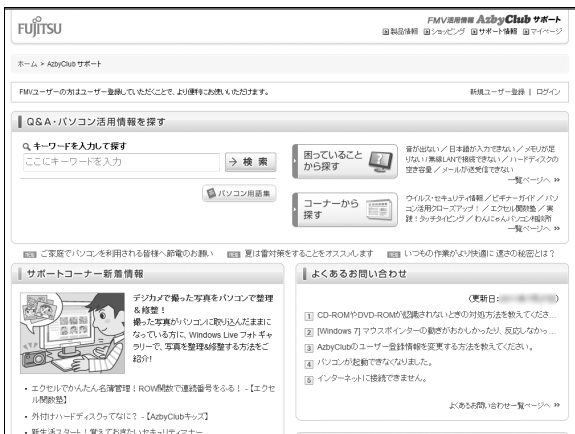 FUJITSU
FMV活用情報 AzbyClub サポート
製品情報 ショッピング サポート情報 マイページ
ホーム > AzbyClub サポート
FMVユーザーの方はユーザー登録していただくことで、より便利にお使いいただけます。
新規ユーザー登録 | ログイン
Q&A・パソコン活用情報を探す
キーワードを入力して探す
ここにキーワードを入力
→ 検 索
パソコン用語集
困っていること
から探す
音が出ない/日本語が入力できない/メモリが足
りない/無線LANで接続できない/ハードディスクの
空き容量/メールが送受信できない
一覧ページへ »
コーナーから
探す
ウイルス・セキュリティ情報/ビギナーガイド/パソ
コン活用クローズアップ!/エクセル関数塾/実
践!タッチタイピング/わんにゃんパソコン相談所
一覧ページへ »
ご家庭でパソコンを利用される皆様へ節電のお願い
夏は雷対策をすることをオススメします
いつもの作業がより快適に 速さの秘密とは?
サポートコーナー新着情報
デジカメで撮った写真をパソコンで整理
&修整!
撮った写真がパソコンに取り込んだままに
なっている方に、Windows Live フォトギャ
ラリーで、写真を整理&修整する方法をご
紹介!
・エクセルでかんたん名簿管理!ROW関数で連続番号をふる! -【エクセ
ル関数塾】
・外付けハードディスクってなに? -【AzbyClubキッズ】
・新生活スタート!覚えておきたいセキュリティマナー
よくあるお問い合わせ
(更新日:
1 CD-ROMやDVD-ROMが認識されないときの対処方法を教えてくださ...
2 [Windows 7] マウスポインターの動きがおかしかったり、反応しなかっ...
3 AzbyClubのユーザー登録情報を変更する方法を教えてください。
4 パソコンが起動できなくなりました。
5 インターネットに接続できません。
よくあるお問い合わせ一覧ページへ »